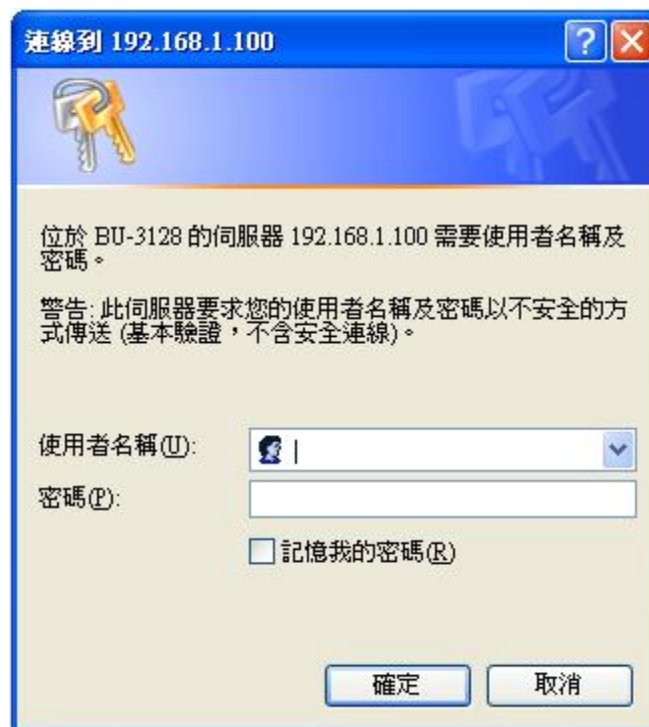 連線到 192.168.1.100
位於 BU-3128 的伺服器 192.168.1.100 需要使用者名稱及
密碼。
警告: 此伺服器要求您的使用者名稱及密碼以不安全的方
式傳送 (基本驗證，不含安全連線)。
使用者名稱(U):
密碼(P):
記憶我的密碼(R)
確定 取消